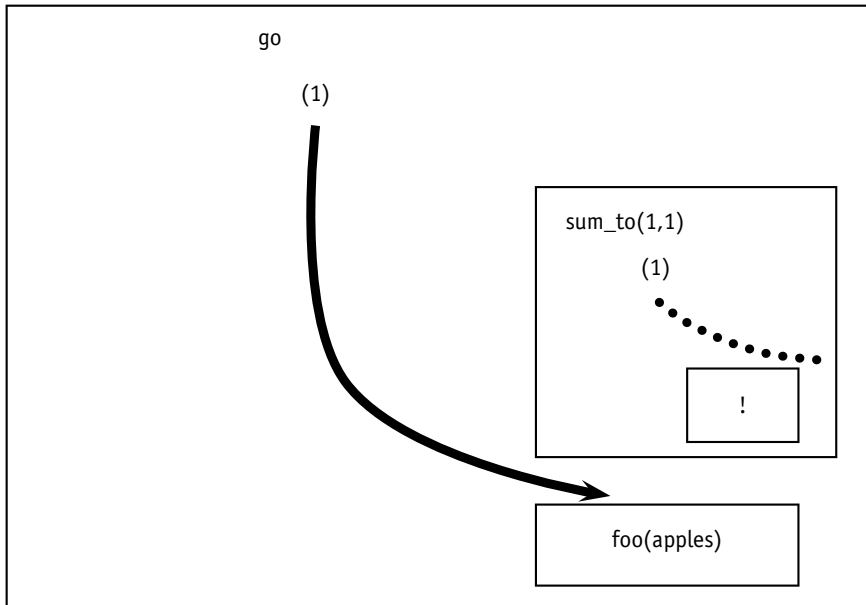 go
(1)
sum_to(1,1)
(1)
!
foo(apples)